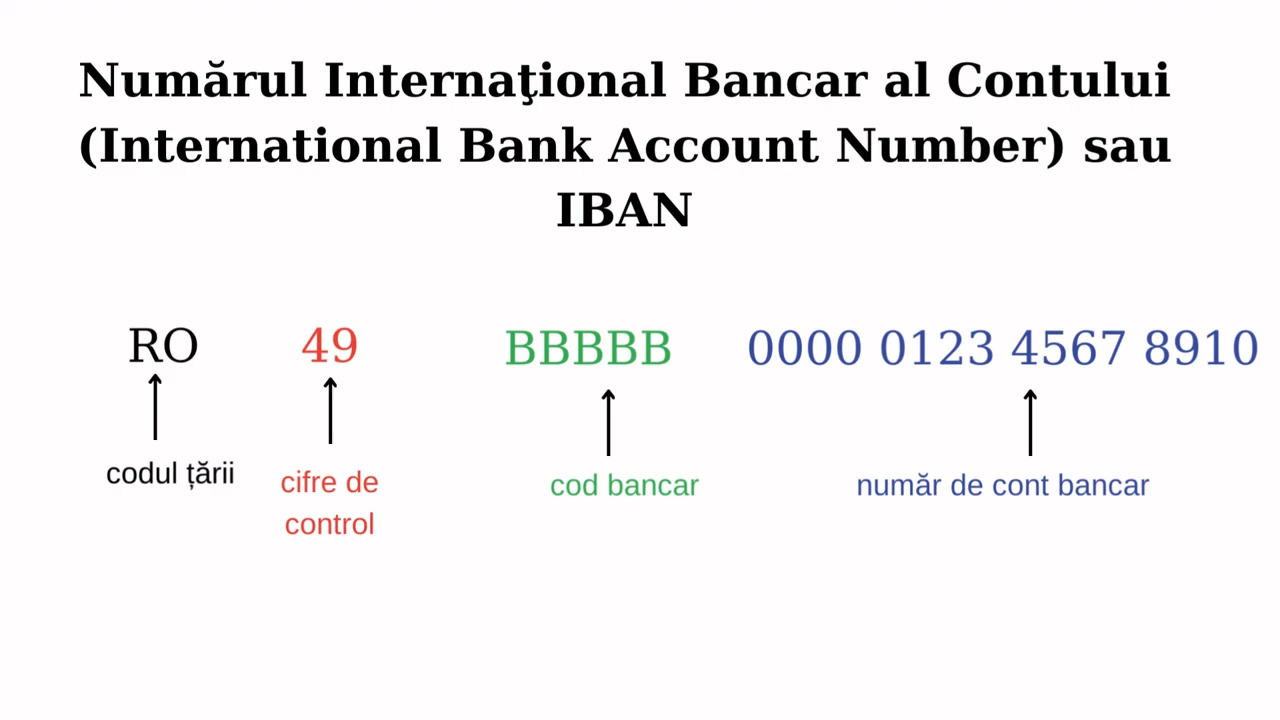 Numărul Internaţional Bancar al Contului
(International Bank Account Number) sau
IBAN
RO 49 BBBBB 0000 0123 4567 8910
codul țării
cifre de
control
cod bancar
număr de cont bancar